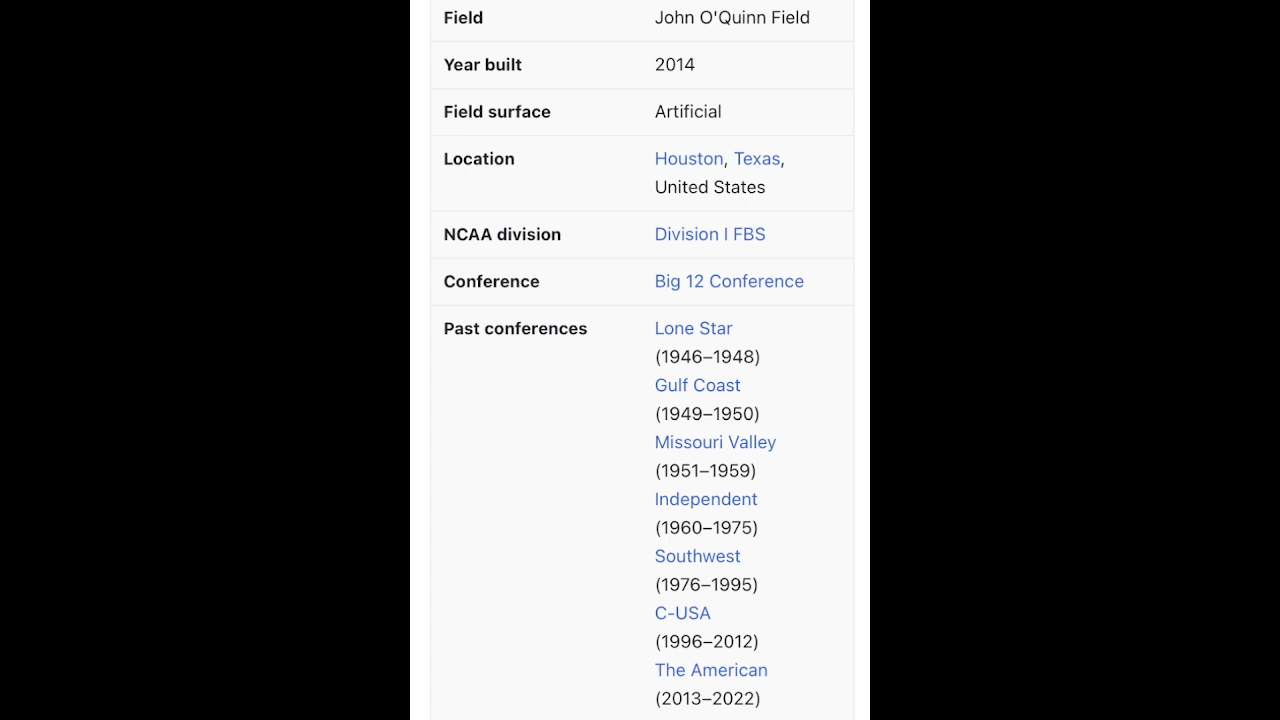 Field John O'Quinn Field
Year built 2014
Field surface Artificial
Location Houston, Texas,
United States
NCAA division Division I FBS
Conference Big 12 Conference
Past conferences Lone Star
(1946–1948)
Gulf Coast
(1949–1950)
Missouri Valley
(1951–1959)
Independent
(1960–1975)
Southwest
(1976–1995)
C-USA
(1996–2012)
The American
(2013–2022)